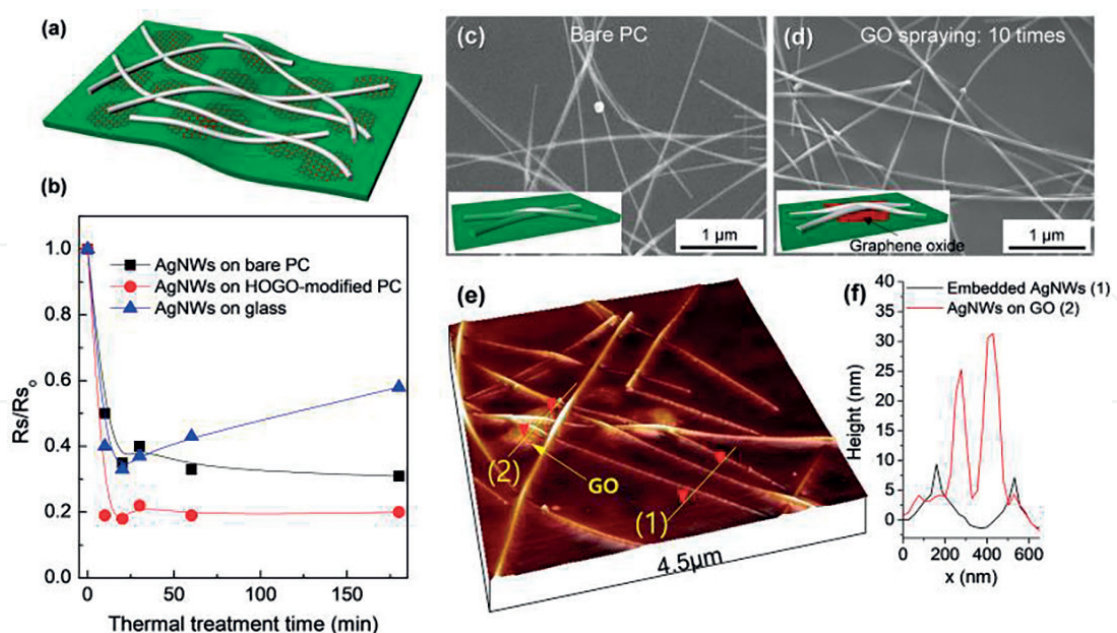 (a)
(b)
1.0
0.8
0.6
0.4
0.2
0.0
Rs/Rs₀
AgNWs on bare PC
AgNWs on HOGO-modified PC
AgNWs on glass
0 50 100 150
Thermal treatment time (min)
(c)
Bare PC
1 µm
(d)
GO spraying: 10 times
Graphene oxide
1 µm
(e)
(2)
GO
(1)
4.5µm
(f)
Embedded AgNWs (1)
AgNWs on GO (2)
40
35
30
25
20
15
10
5
0
Height (nm)
0 200 400 600
x (nm)